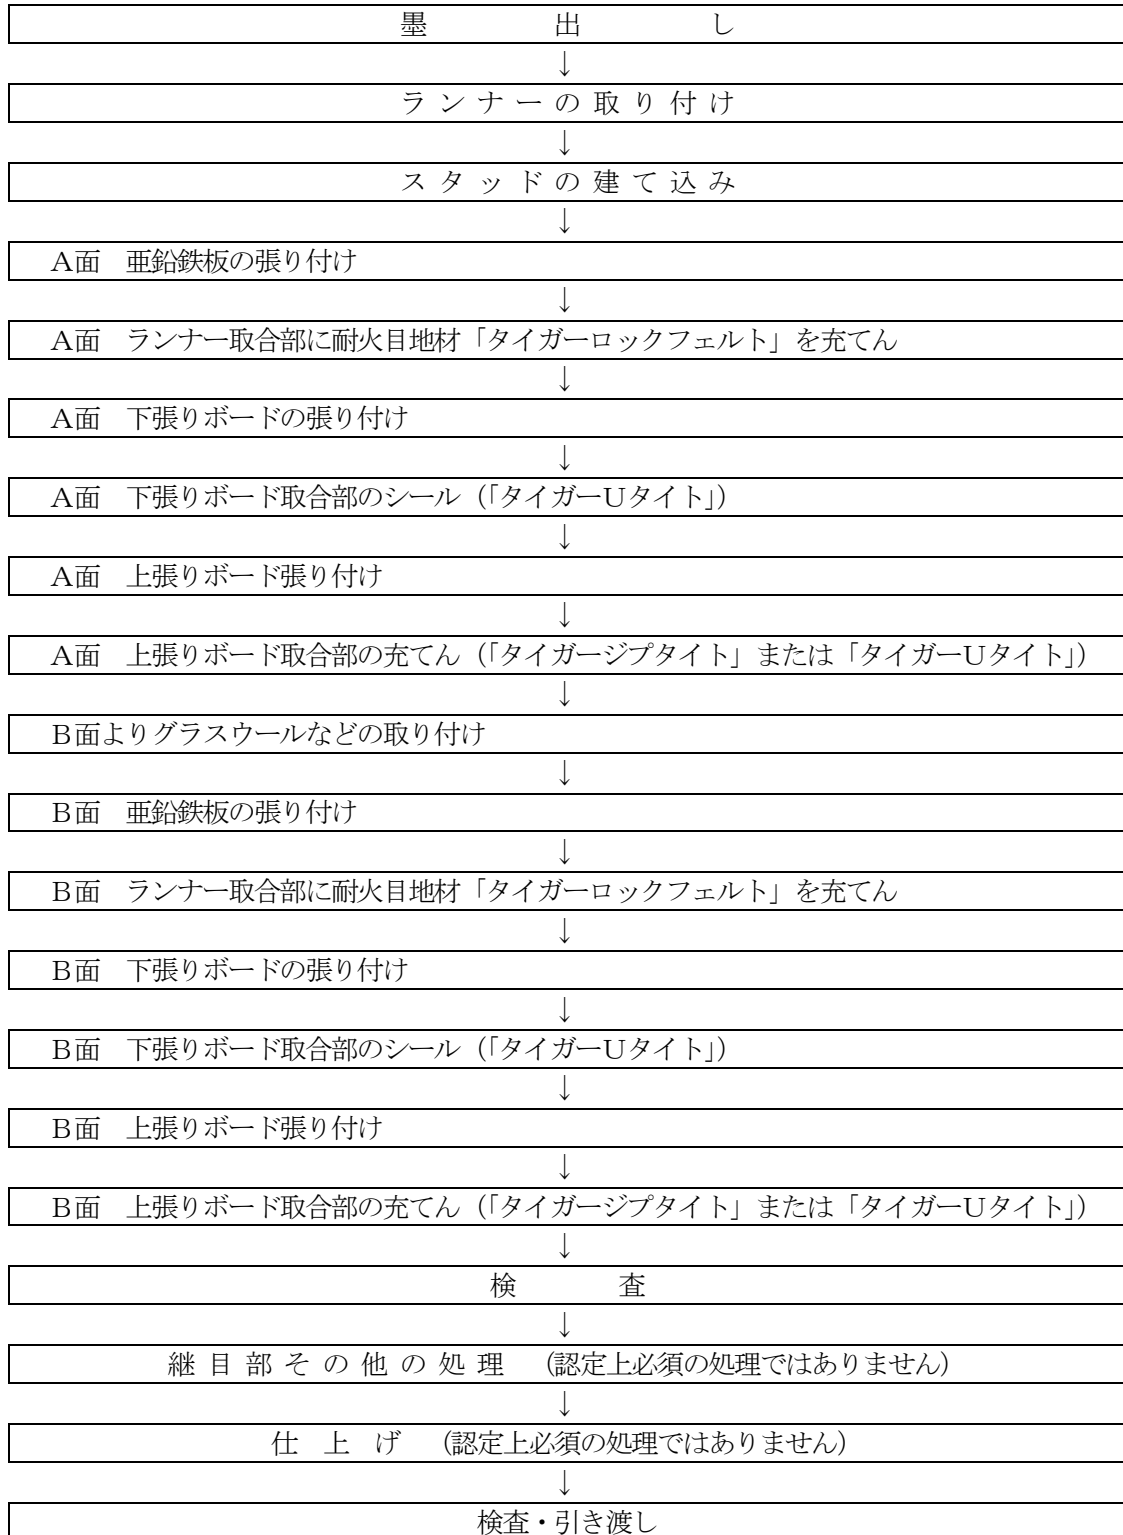 墨出し
↓
ランナーの取り付け
↓
スタッドの建て込み
↓
A面 亜鉛鉄板の張り付け
↓
A面 ランナー取合部に耐火目地材「タイガーロックフェルト」を充てん
↓
A面 下張りボードの張り付け
↓
A面 下張りボード取合部のシール（「タイガーUタイト」）
↓
A面 上張りボード張り付け
↓
A面 上張りボード取合部の充てん（「タイガージプタイト」または「タイガーUタイト」）
↓
B面よりグラスウールなどの取り付け
↓
B面 亜鉛鉄板の張り付け
↓
B面 ランナー取合部に耐火目地材「タイガーロックフェルト」を充てん
↓
B面 下張りボードの張り付け
↓
B面 下張りボード取合部のシール（「タイガーUタイト」）
↓
B面 上張りボード張り付け
↓
B面 上張りボード取合部の充てん（「タイガージプタイト」または「タイガーUタイト」）
↓
検査
↓
継目部その他の処理 （認定上必須の処理ではありません）
↓
仕上げ （認定上必須の処理ではありません）
↓
検査・引き渡し